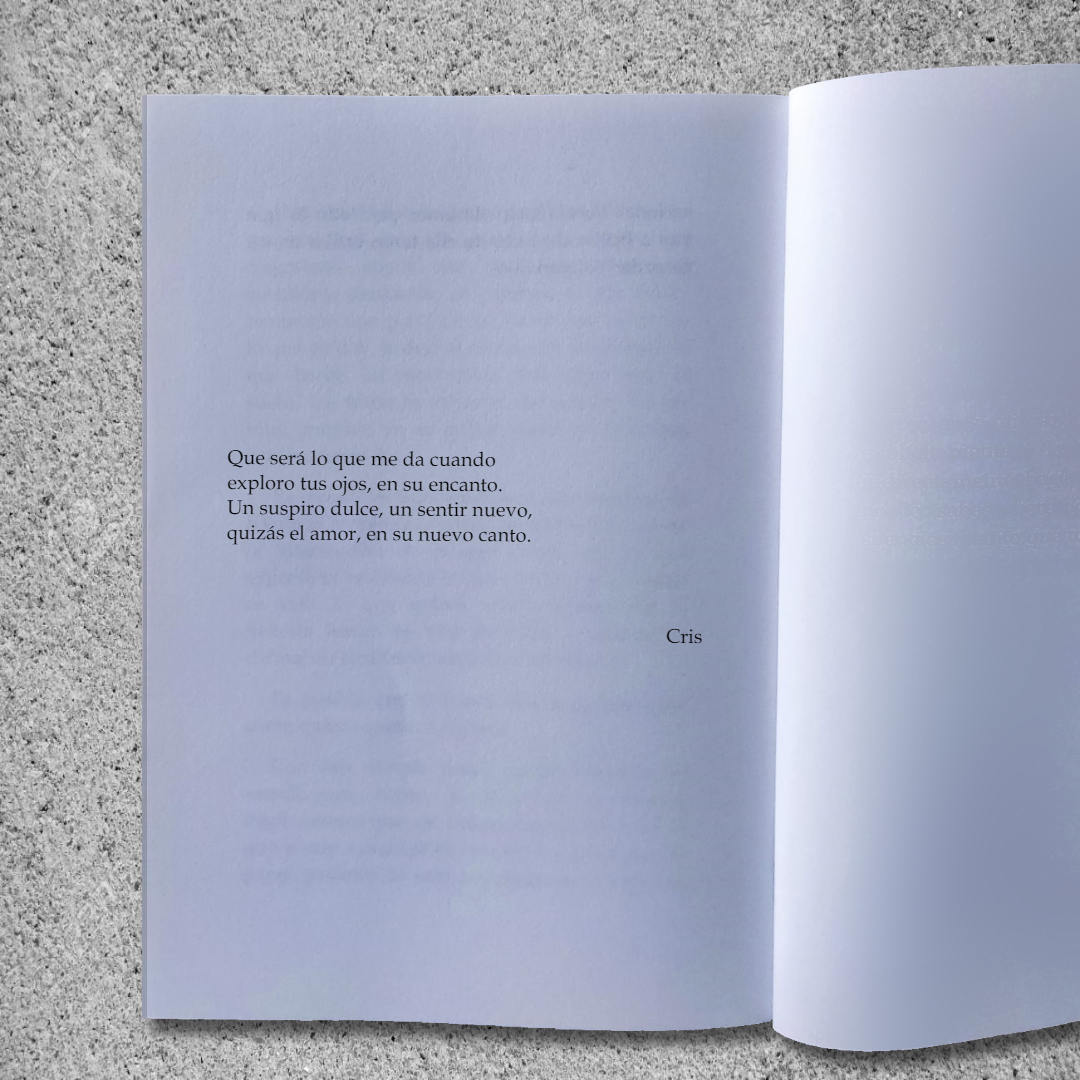 Que será lo que me da cuando
exploro tus ojos, en su encanto.
Un suspiro dulce, un sentir nuevo,
quizás el amor, en su nuevo canto.
Cris